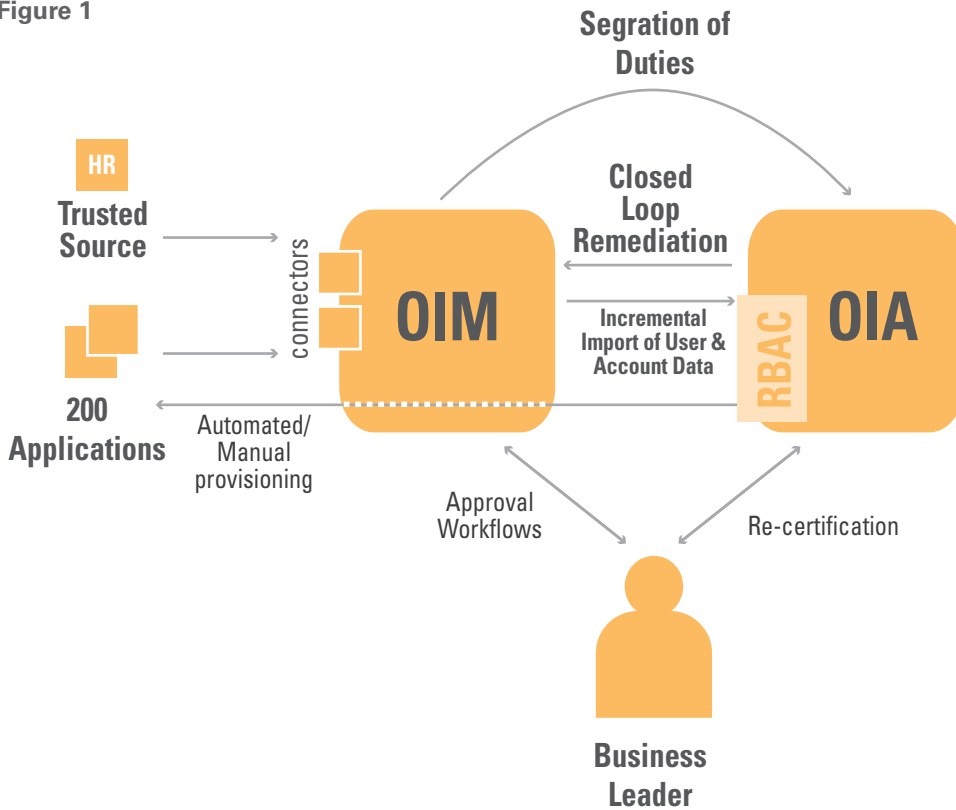 Figure 1
Segration of
Duties
HR
Trusted
Source
Closed
Loop
Remediation
connectors
OIM
OIA
Incremental
Import of User &
Account Data
RBAC
200
Applications
Automated/
Manual
provisioning
Approval
Workflows
Re-certification
Business
Leader